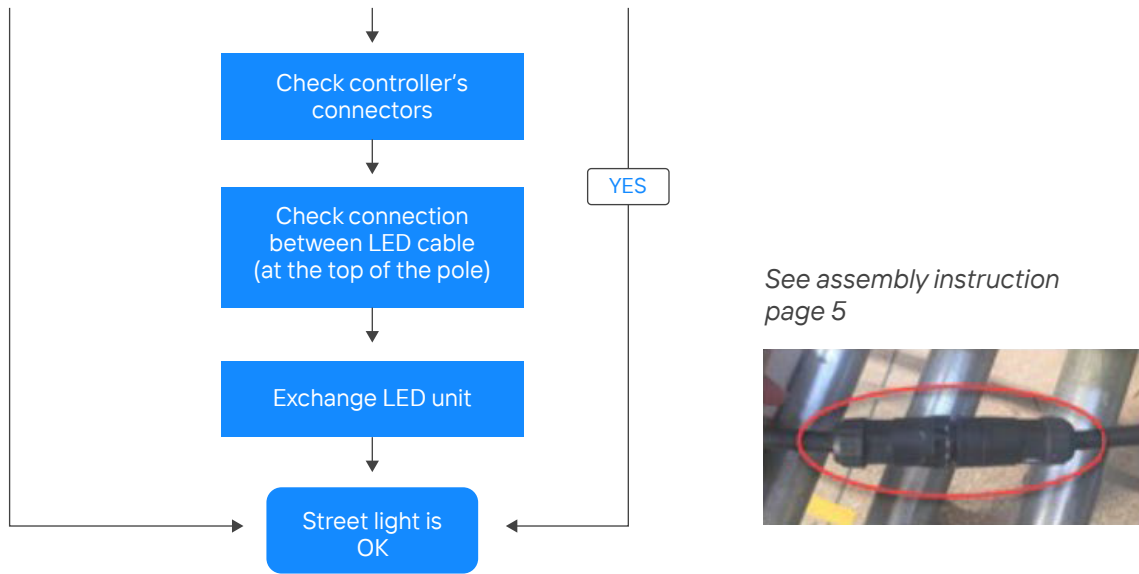 Check controller’s
connectors
YES
Check connection
between LED cable
(at the top of the pole)
See assembly instruction
page 5
Exchange LED unit
Street light is
OK